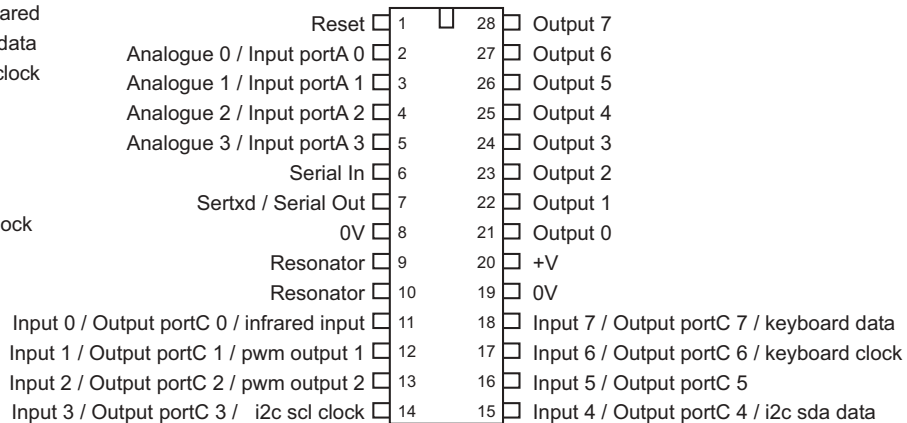 Reset 1 28 Output 7
Analogue 0 / Input portA 0 2 27 Output 6
Analogue 1 / Input portA 1 3 26 Output 5
Analogue 2 / Input portA 2 4 25 Output 4
Analogue 3 / Input portA 3 5 24 Output 3
Serial In 6 23 Output 2
Sertxd / Serial Out 7 22 Output 1
0V 8 21 Output 0
Resonator 9 20 +V
Resonator 10 19 0V
Input 0 / Output portC 0 / infrared input 11 18 Input 7 / Output portC 7 / keyboard data
Input 1 / Output portC 1 / pwm output 1 12 17 Input 6 / Output portC 6 / keyboard clock
Input 2 / Output portC 2 / pwm output 2 13 16 Input 5 / Output portC 5
Input 3 / Output portC 3 / i2c scl clock 14 15 Input 4 / Output portC 4 / i2c sda data